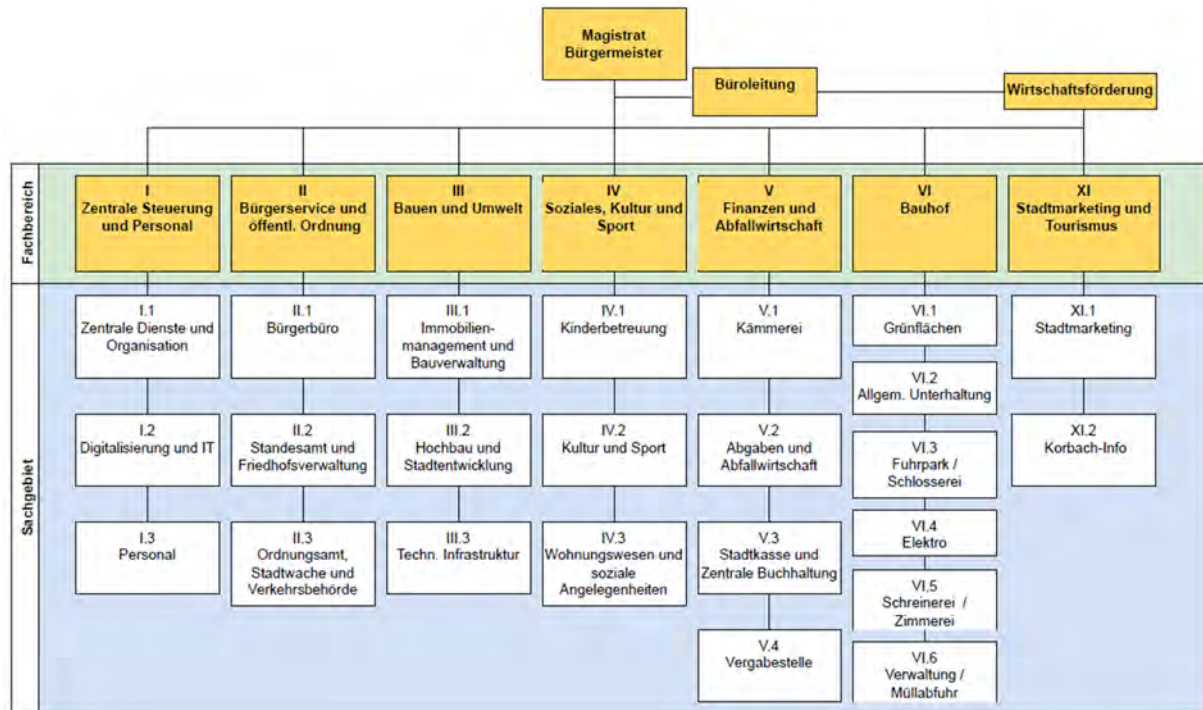 Magistrat
Bürgermeister
Büroleitung
Wirtschaftsförderung
Fachbereich
I
Zentrale Steuerung
und Personal
II
Bürgerservice und
öffentl. Ordnung
III
Bauen und Umwelt
IV
Soziales, Kultur und
Sport
V
Finanzen und
Abfallwirtschaft
VI
Bauhof
XI
Stadtmarketing und
Tourismus
Sachgebiet
I.1
Zentrale Dienste und
Organisation
I.2
Digitalisierung und IT
I.3
Personal
II.1
Bürgerbüro
II.2
Standesamt und
Friedhofsverwaltung
II.3
Ordnungsamt,
Stadtwache und
Verkehrsbehörde
III.1
Immobilien-
management und
Bauverwaltung
III.2
Hochbau und
Stadtentwicklung
III.3
Techn. Infrastruktur
IV.1
Kinderbetreuung
IV.2
Kultur und Sport
IV.3
Wohnungswesen und
soziale
Angelegenheiten
V.1
Kämmerei
V.2
Abgaben und
Abfallwirtschaft
V.3
Stadtkasse und
Zentrale Buchhaltung
V.4
Vergabestelle
VI.1
Grünflächen
VI.2
Allgem. Unterhaltung
VI.3
Fuhrpark /
Schlosserei
VI.4
Elektro
VI.5
Schreinerei /
Zimmerei
VI.6
Verwaltung /
Müllabfuhr
XI.1
Stadtmarketing
XI.2
Korbach-Info